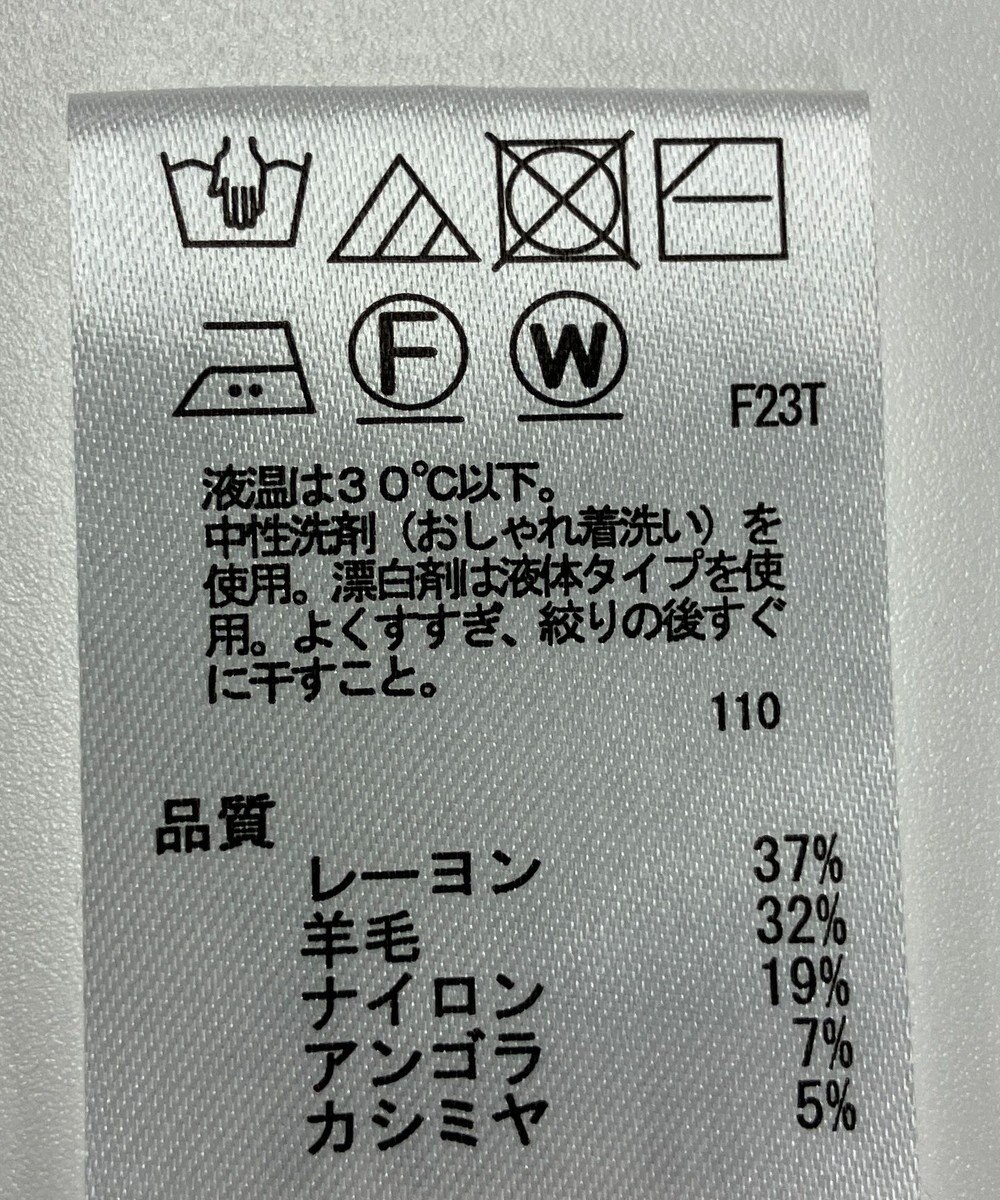 F W
F23T
液温は３０℃以下。
中性洗剤（おしゃれ着洗い）を
使用。漂白剤は液体タイプを使
用。よくすすぎ、絞りの後すぐ
に干すこと。
110
品質
レーヨン 37%
羊毛 32%
ナイロン 19%
アンゴラ 7%
カシミヤ 5%